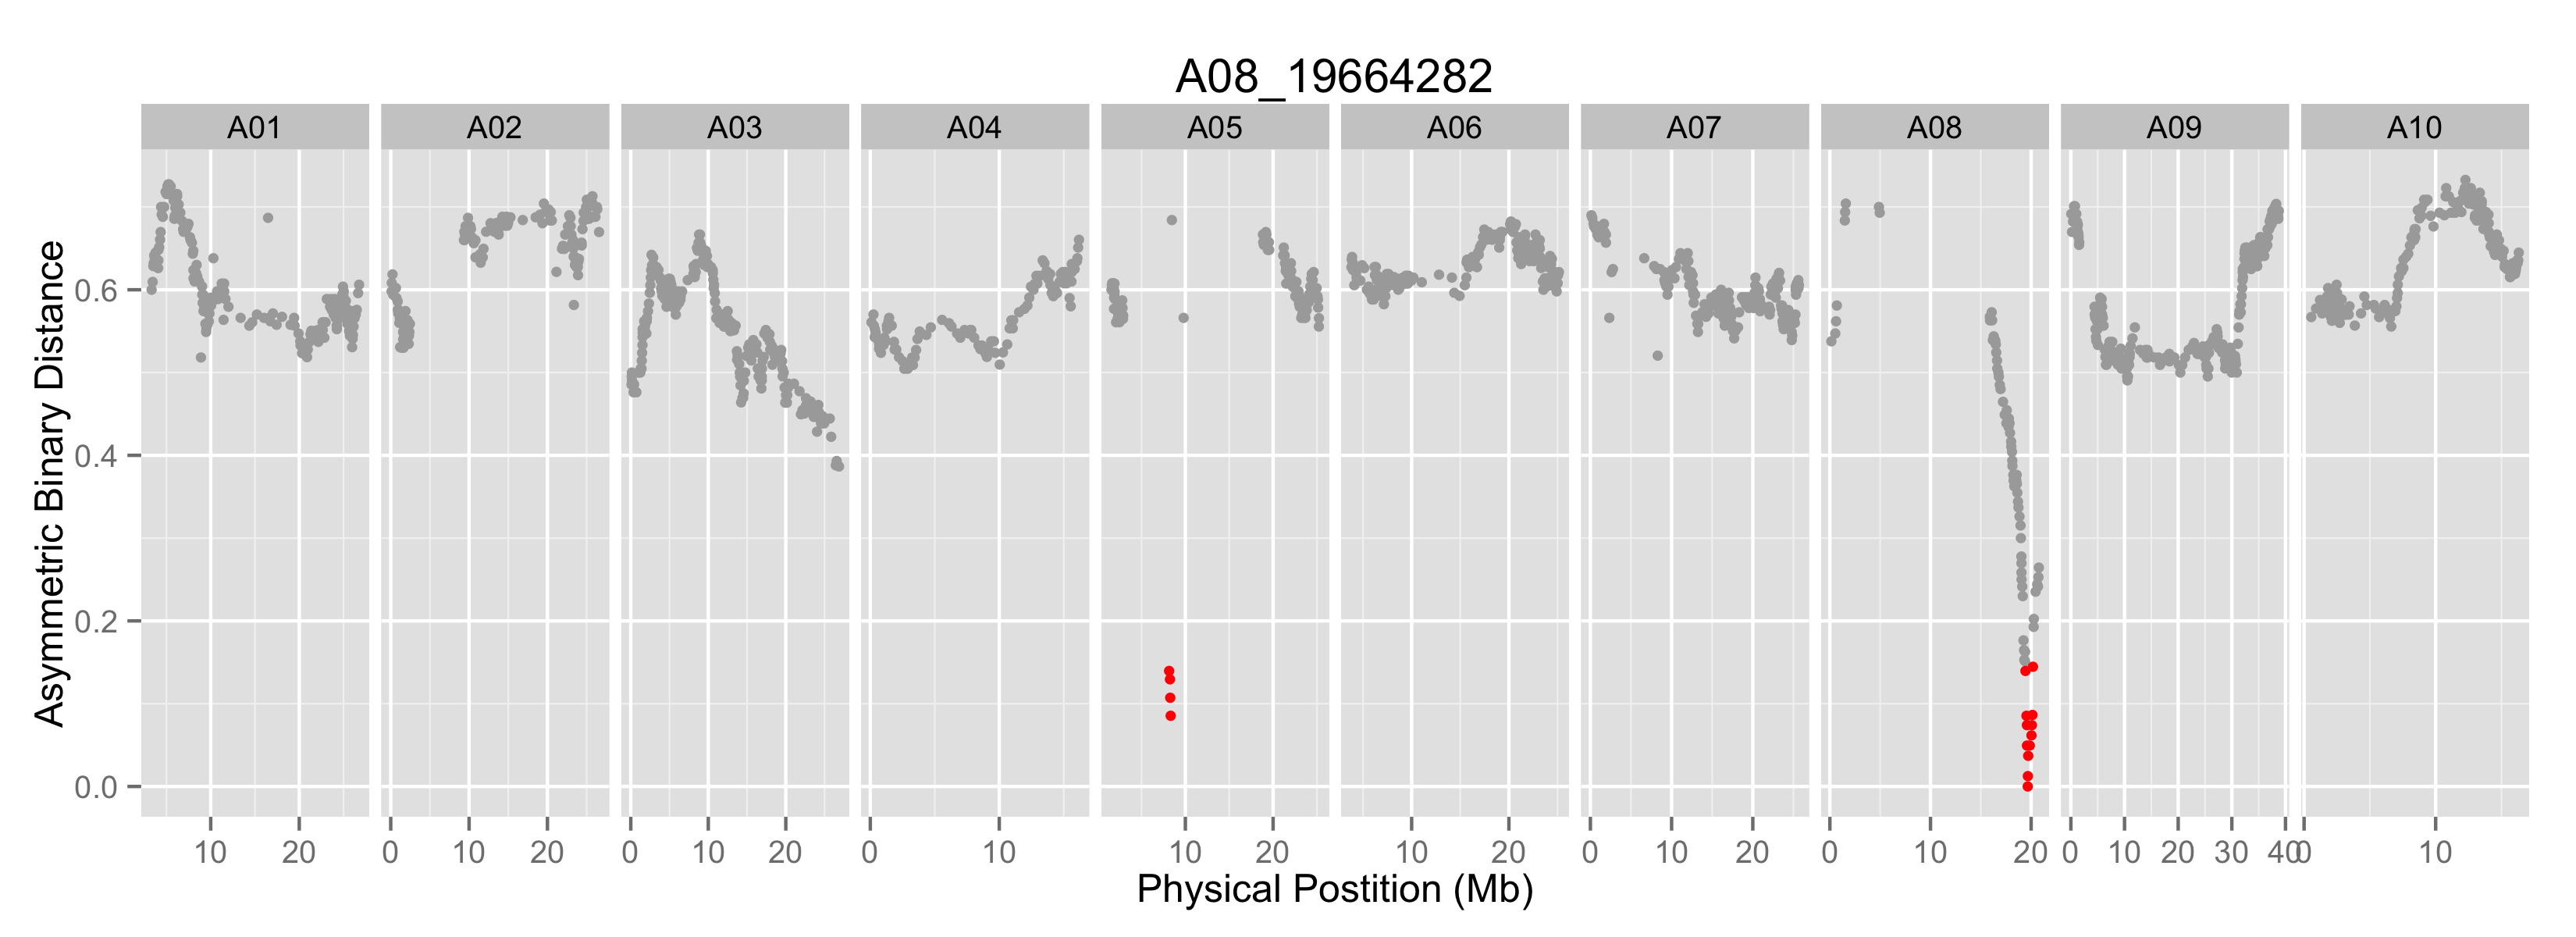 A08_19664282
A01 A02 A03 A04 A05 A06 A07 A08 A09 A10
Asymmetric Binary Distance
0.6
0.4
0.2
0.0
10 20 0 10 20 0 10 20 0 10 10 20 10 20 0 10 20 0 10 20 0 10 20 30 40 0 10
Physical Postition (Mb)